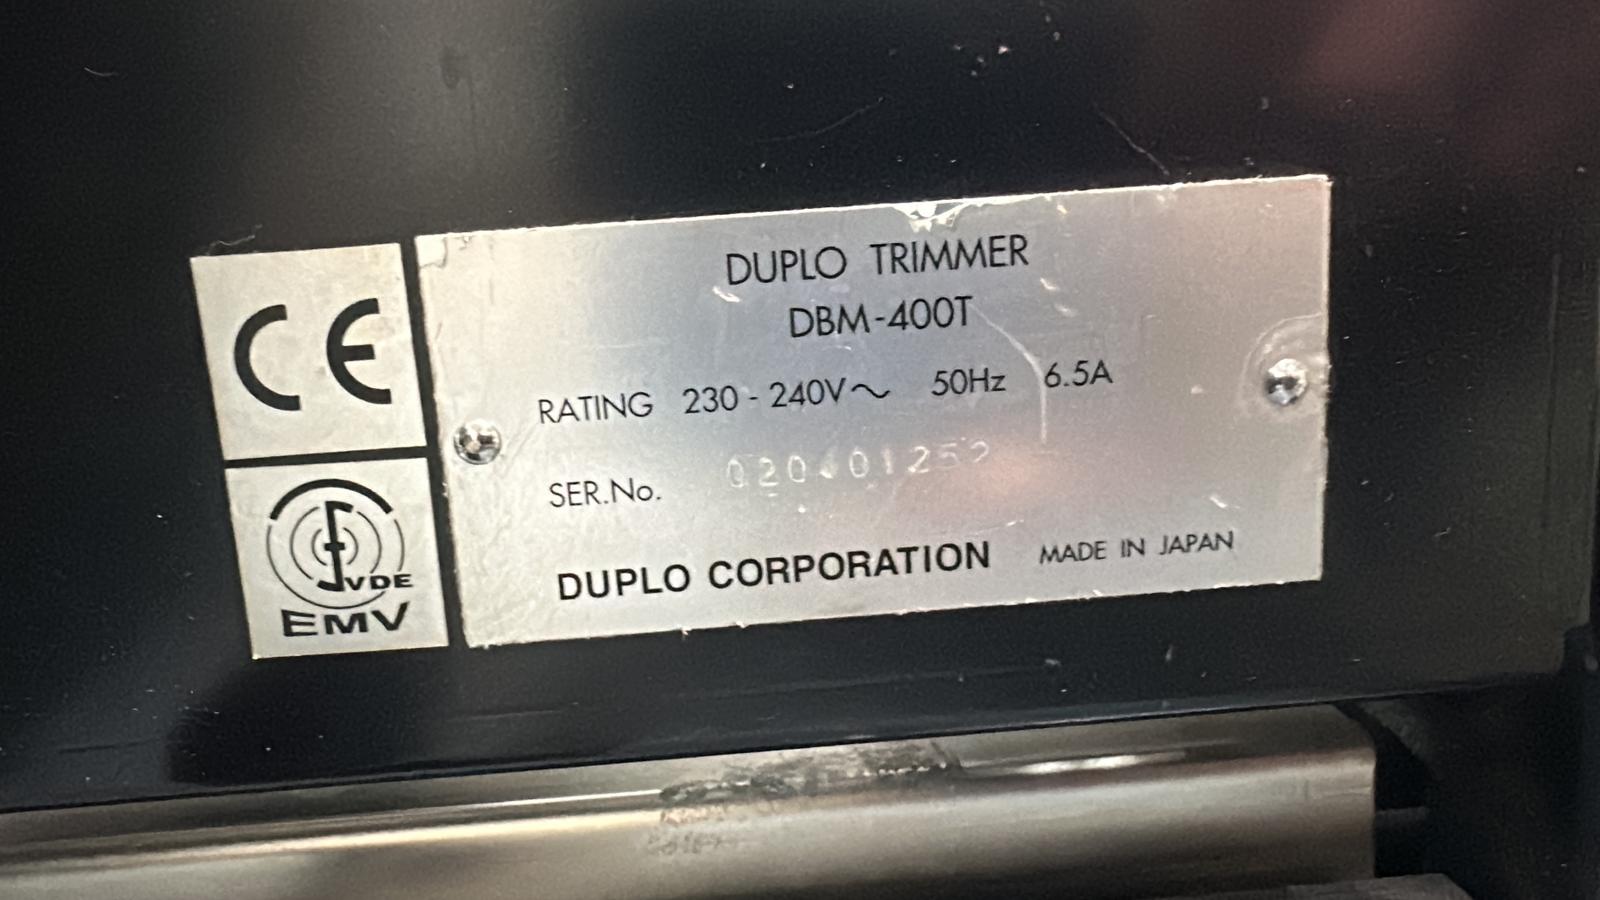 CE
VDE
EMV
DUPLO TRIMMER
DBM-400T
RATING 230 - 240V~ 50Hz 6.5A
SER.No.
DUPLO CORPORATION MADE IN JAPAN